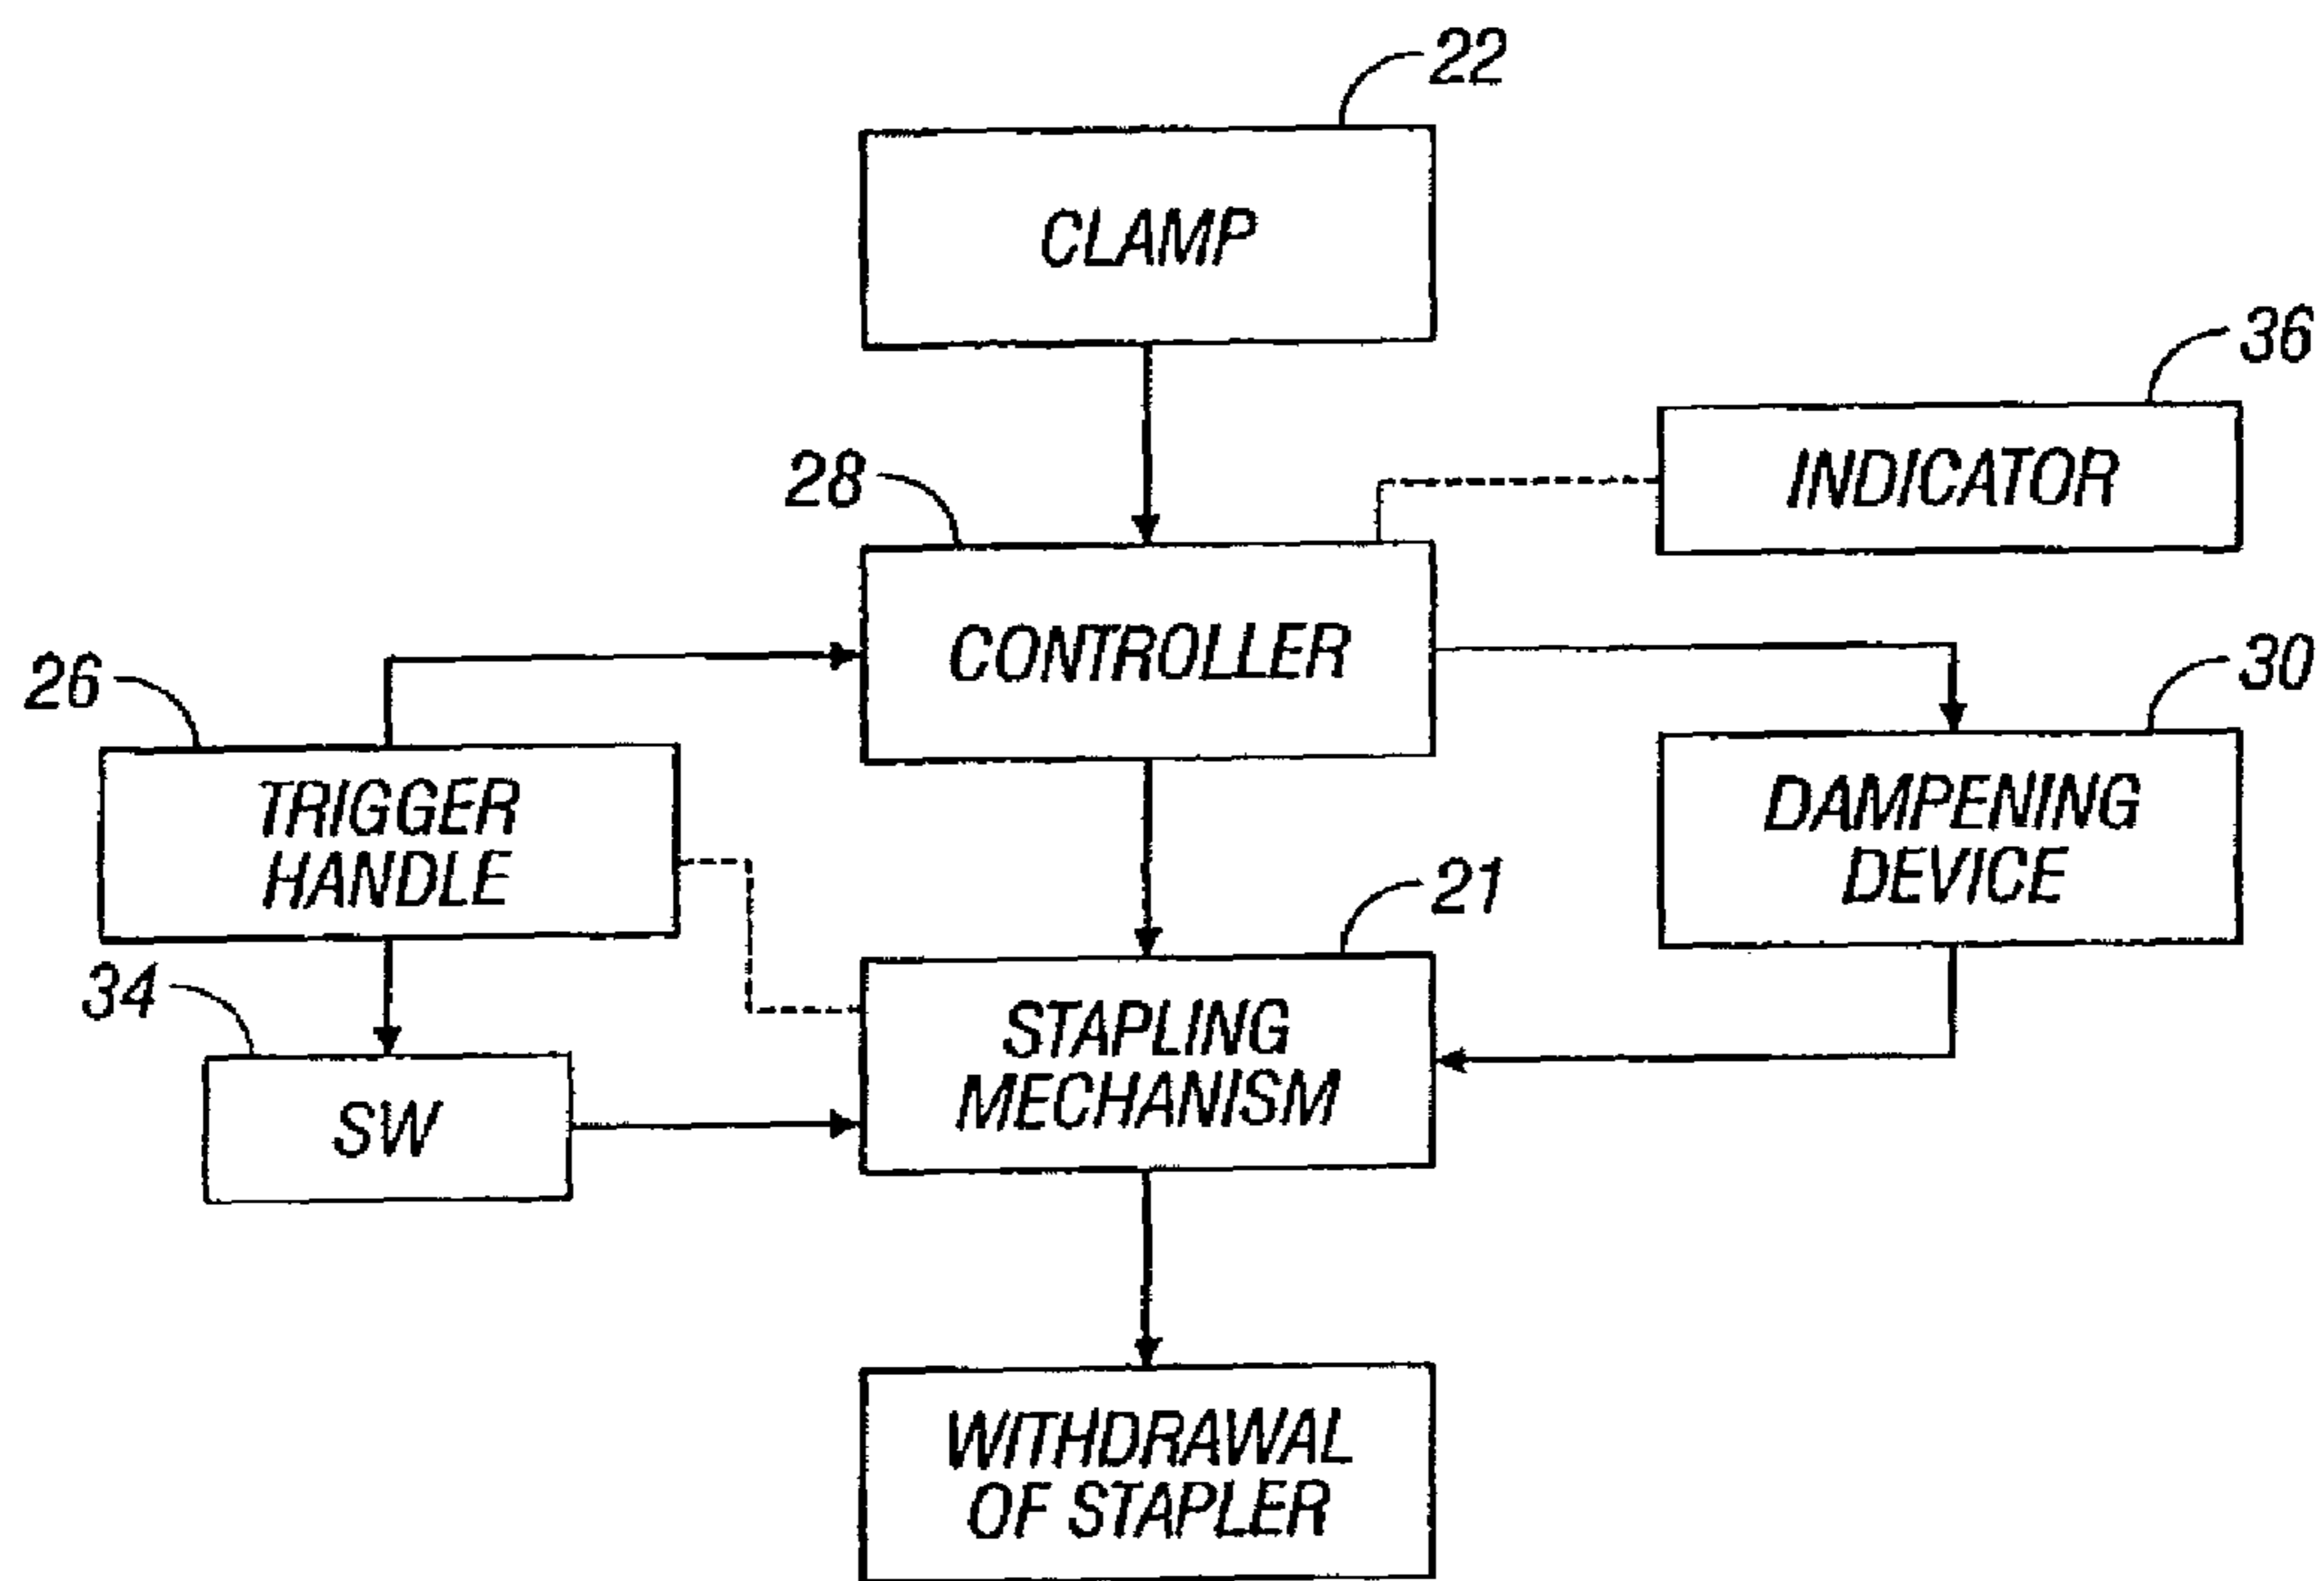 22
CLAMP
36
INDICATOR
28
CONTROLLER
26
TRIGGER
HANDLE
30
DAMPENING
DEVICE
21
STAPLING
MECHANISM
34
SW
WITHDRAWAL
OF STAPLER